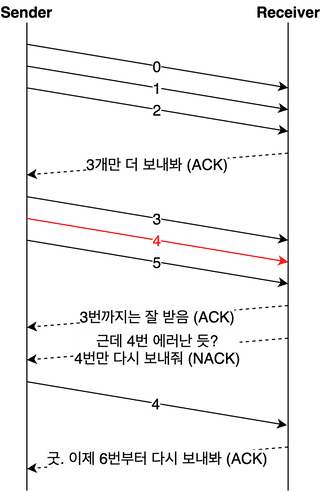 Sender Receiver
0
1
2
3개만 더 보내봐 (ACK)
3
4
5
3번까지는 잘 받음 (ACK)
근데 4번 에러난 듯?
4번만 다시 보내줘 (NACK)
4
굿. 이제 6번부터 다시 보내봐 (ACK)